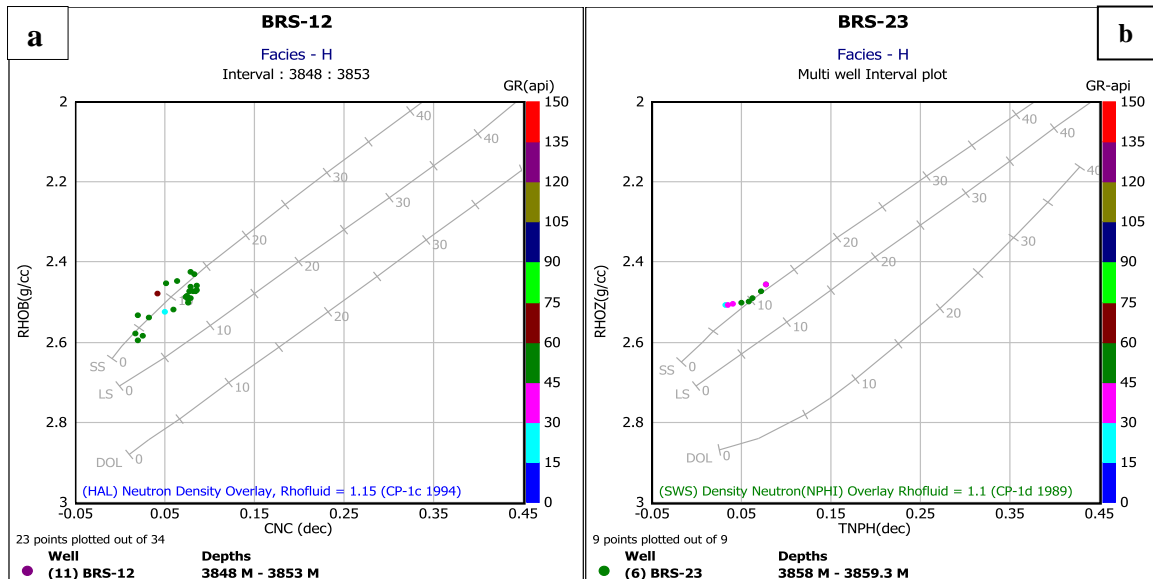 a
BRS-12
Facies - H
Interval : 3848 : 3853
GR(api)
RHOB(g/cc)
2
2.2
2.4
2.6
2.8
3
-0.05 0.05 0.15 0.25 0.35 0.45
CNC (dec)
SS 0 10 20 30 40
LS 0 10 20 30 40
DOL 0 10 20 30
150
135
120
105
90
75
60
45
30
15
0
(HAL) Neutron Density Overlay, Rhofluid = 1.15 (CP-1c 1994)
23 points plotted out of 34
Well Depths
(11) BRS-12 3848 M - 3853 M
b
BRS-23
Facies - H
Multi well Interval plot
GR-api
RHOZ(g/cc)
2
2.2
2.4
2.6
2.8
3
-0.05 0.05 0.15 0.25 0.35 0.45
TNPH(dec)
SS 0 10 20 30 40
LS 0 10 20 30 40
DOL 0 10 20 30 40
150
135
120
105
90
75
60
45
30
15
0
(SWS) Density Neutron(NPHI) Overlay Rhofluid = 1.1 (CP-1d 1989)
9 points plotted out of 9
Well Depths
(6) BRS-23 3858 M - 3859.3 M